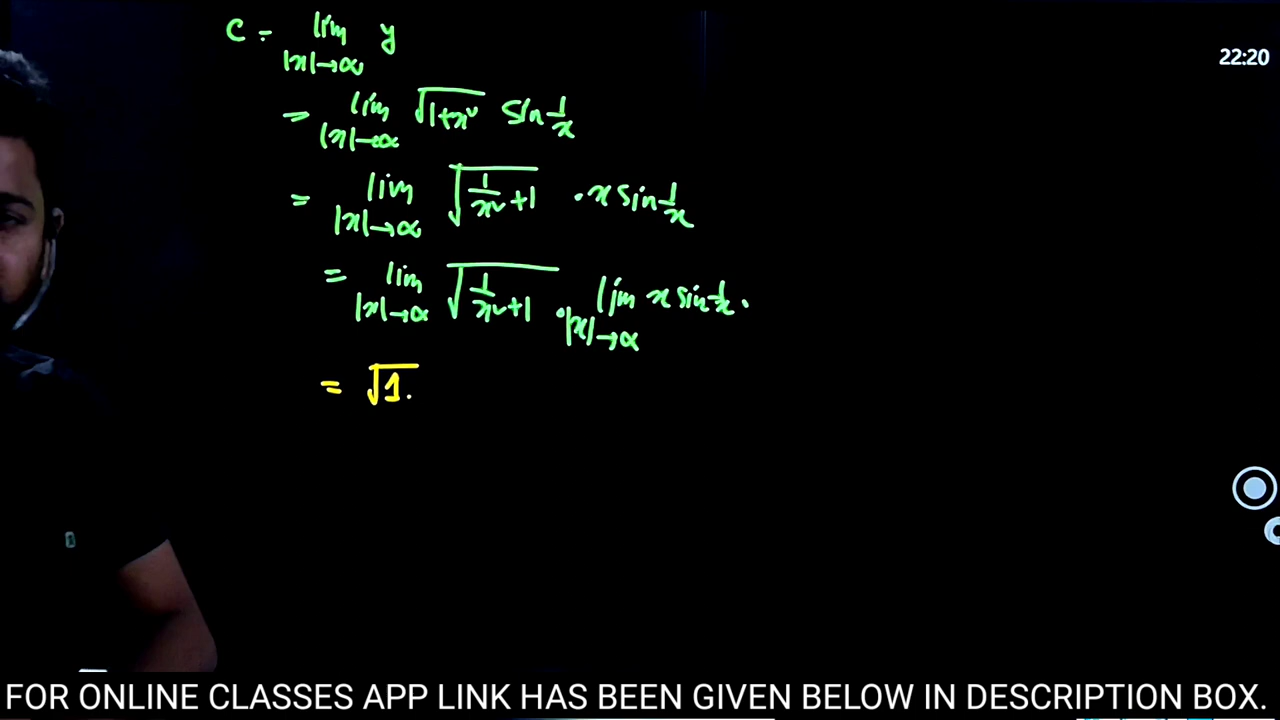 c = lim |x|→∝ y
22:20
= lim |x|→∝ √(1+x²) sin 1/x
= lim |x|→∝ √(1/x² + 1) . x sin 1/x
= lim |x|→∝ √(1/x² + 1) . lim |x|→∝ x sin 1/x .
= √1 .
FOR ONLINE CLASSES APP LINK HAS BEEN GIVEN BELOW IN DESCRIPTION BOX.